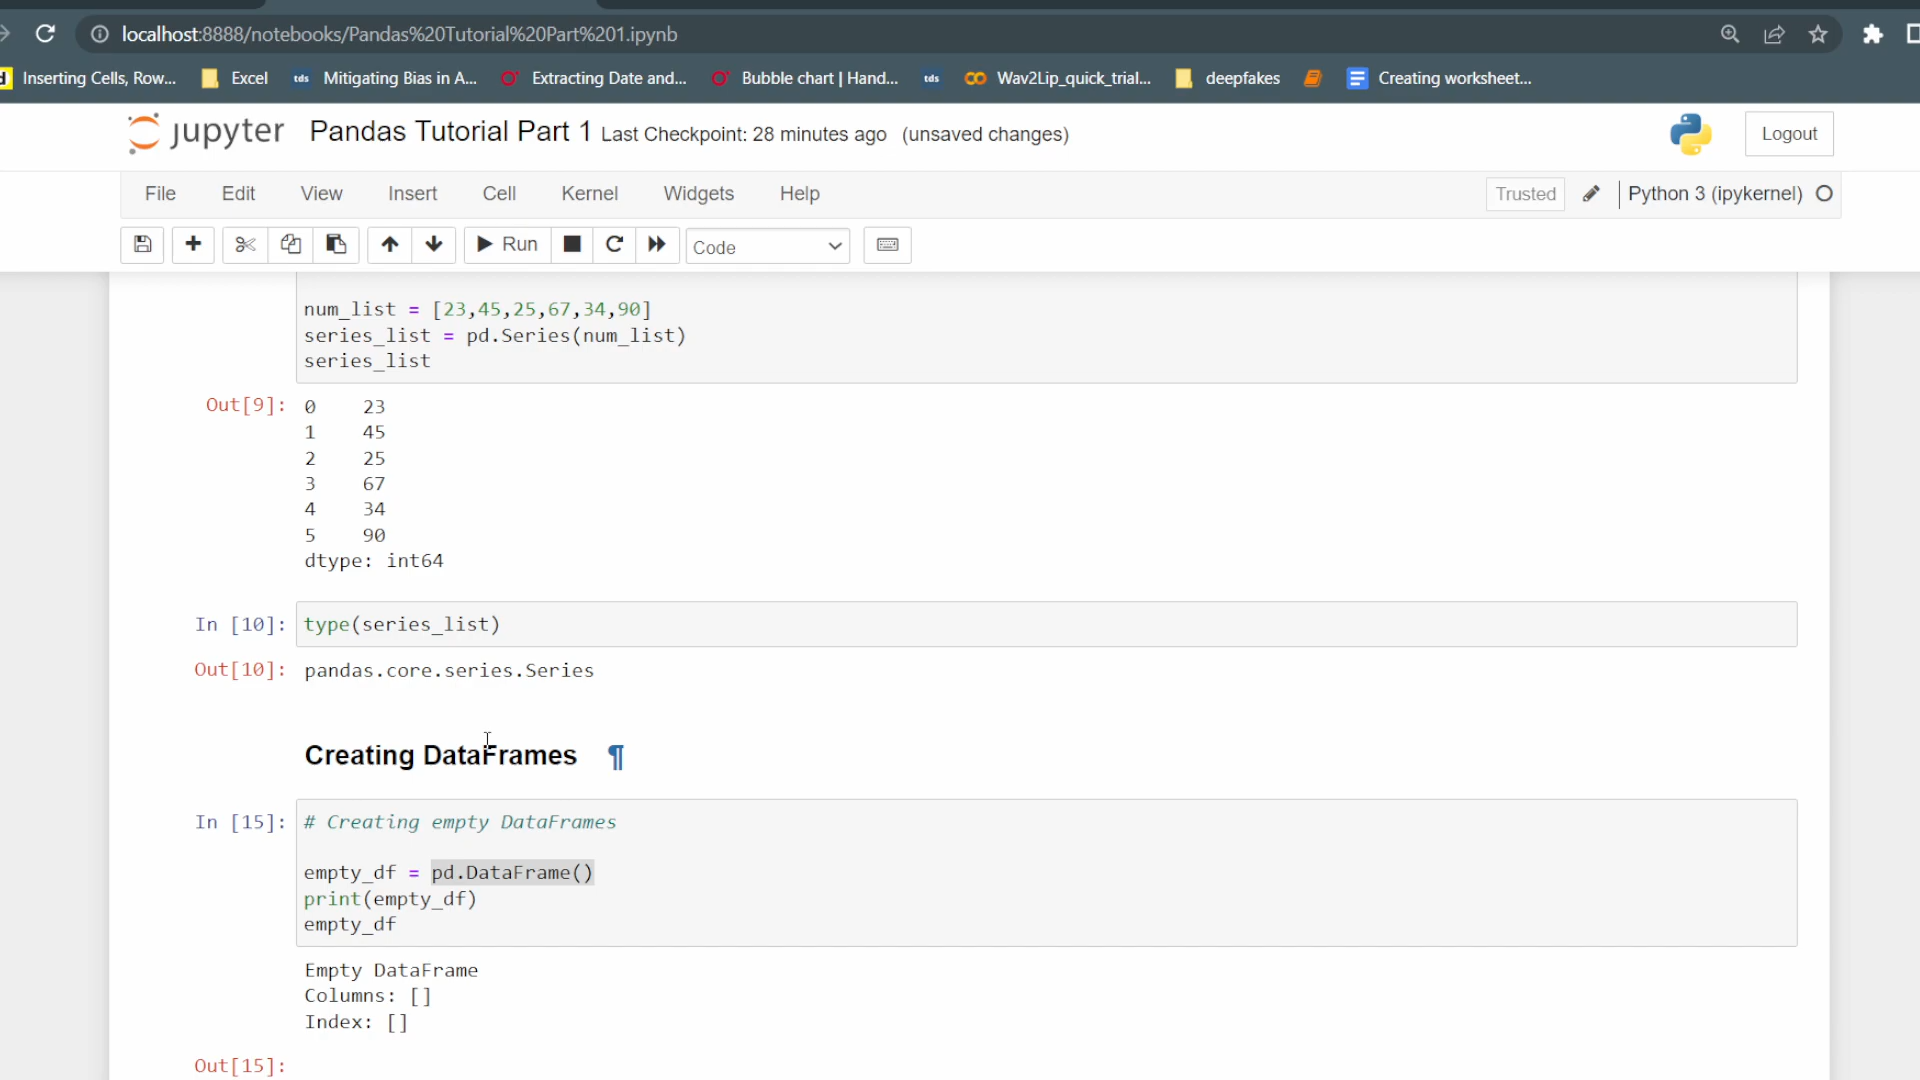 localhost:8888/notebooks/Pandas%20Tutorial%20Part%201.ipynb
Inserting Cells, Row... Excel tds Mitigating Bias in A... Extracting Date and... Bubble chart | Hand... tds Wav2Lip_quick_trial... deepfakes Creating worksheet...
jupyter Pandas Tutorial Part 1 Last Checkpoint: 28 minutes ago (unsaved changes) Logout
File Edit View Insert Cell Kernel Widgets Help Trusted Python 3 (ipykernel)
Run Code
num_list = [23,45,25,67,34,90]
series_list = pd.Series(num_list)
series_list
Out[9]: 0 23
1 45
2 25
3 67
4 34
5 90
dtype: int64
In [10]: type(series_list)
Out[10]: pandas.core.series.Series
Creating DataFrames ¶
In [15]: # Creating empty DataFrames
empty_df = pd.DataFrame()
print(empty_df)
empty_df
Empty DataFrame
Columns: []
Index: []
Out[15]: